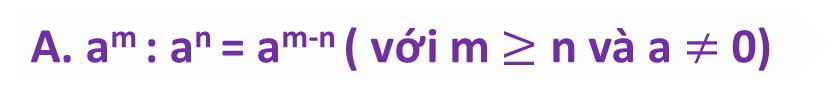 A. aᵐ : aⁿ = aᵐ⁻ⁿ ( với m ≥ n và a ≠ 0)